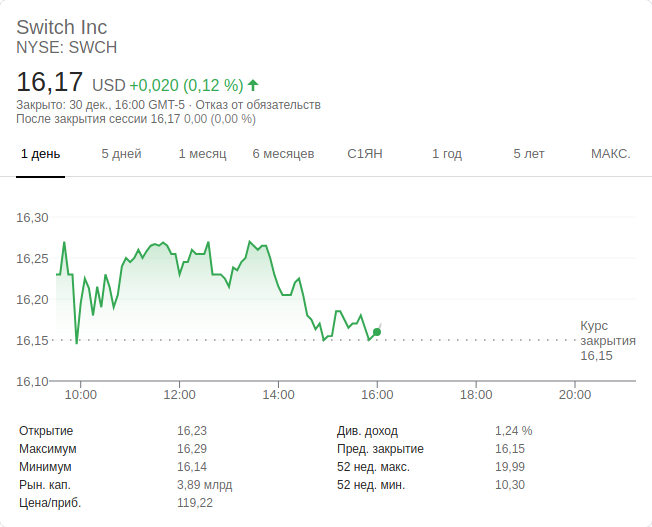 Switch Inc
NYSE: SWCH
16,17 USD +0,020 (0,12 %)
Закрыто: 30 дек., 16:00 GMT-5 · Отказ от обязательств
После закрытия сессии 16,17 0,00 (0,00 %)
1 день 5 дней 1 месяц 6 месяцев С1ЯН 1 год 5 лет МАКС.
16,30
16,25
16,20
16,15
16,10
Курс
закрытия
16,15
10:00 12:00 14:00 16:00 18:00 20:00
Открытие 16,23 Див. доход 1,24 %
Максимум 16,29 Пред. закрытие 16,15
Минимум 16,14 52 нед. макс. 19,99
Рын. кап. 3,89 млрд 52 нед. мин. 10,30
Цена/приб. 119,22